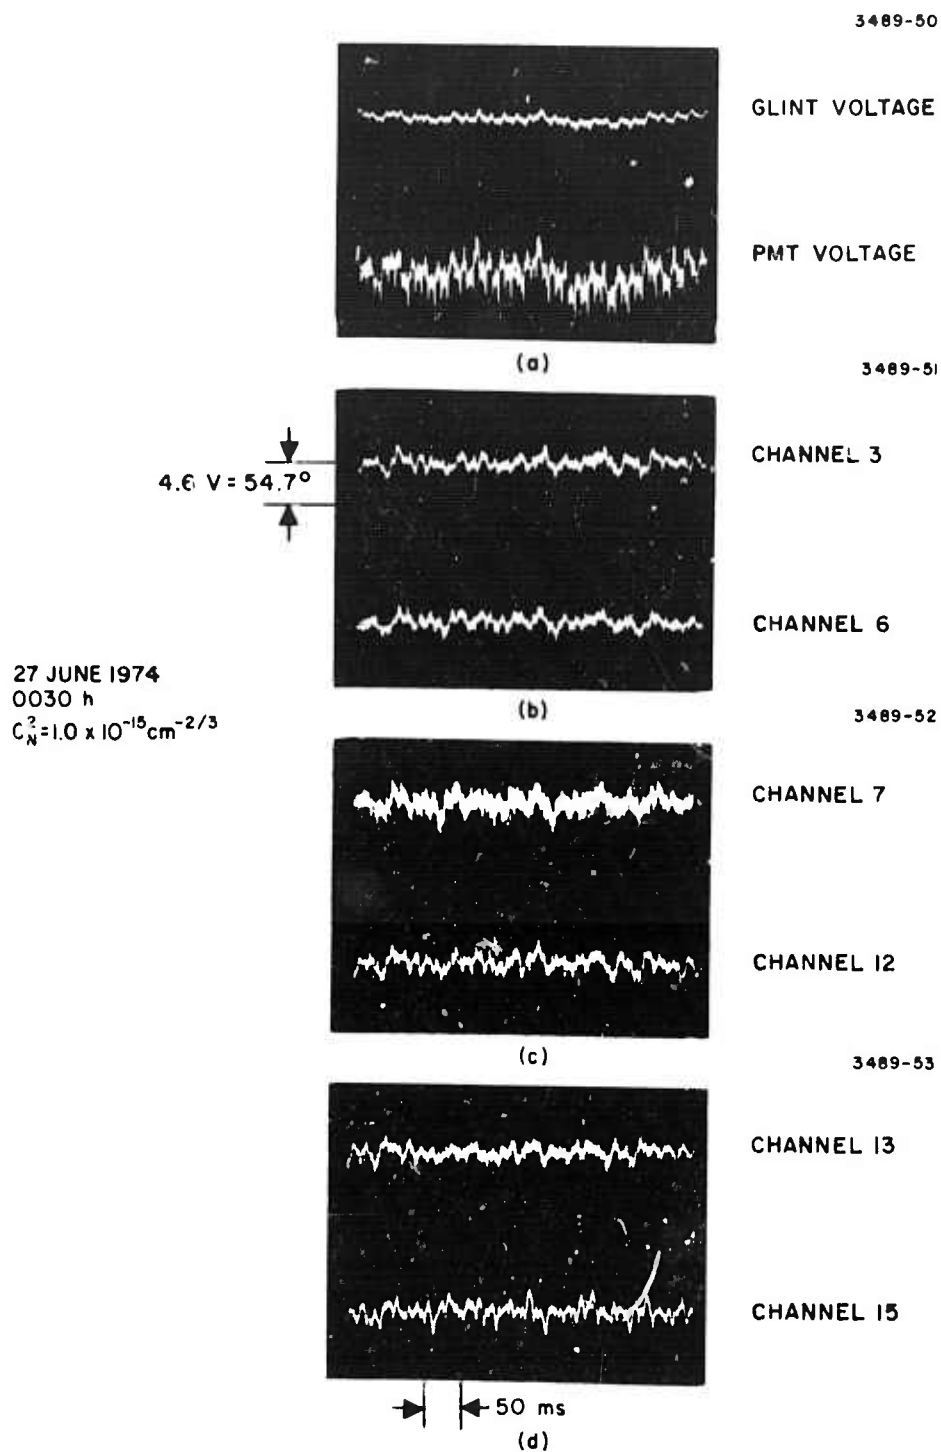 3489-50
GLINT VOLTAGE
PMT VOLTAGE
(a)
3489-51
CHANNEL 3
4.6 V = 54.7°
CHANNEL 6
(b)
27 JUNE 1974
0030 h
C_N^2 = 1.0 x 10^-15 cm^-2/3
3489-52
CHANNEL 7
CHANNEL 12
(c)
3489-53
CHANNEL 13
CHANNEL 15
50 ms
(d)